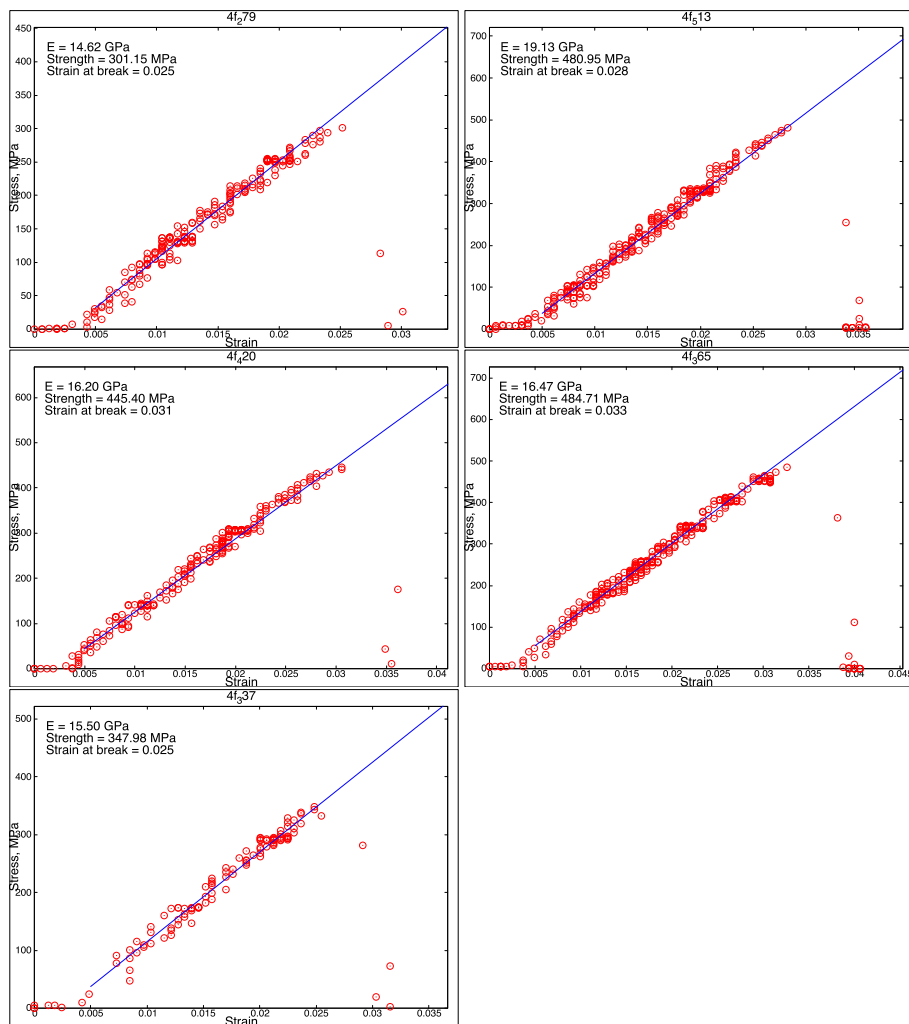 4f₂79
E = 14.62 GPa
Strength = 301.15 MPa
Strain at break = 0.025
Stress, MPa
450
400
350
300
250
200
150
100
50
0
0 0.005 0.01 0.015 0.02 0.025 0.03
Strain
4f₅13
E = 19.13 GPa
Strength = 480.95 MPa
Strain at break = 0.028
Stress, MPa
700
600
500
400
300
200
100
0
0 0.005 0.01 0.015 0.02 0.025 0.03 0.035
Strain
4f₄20
E = 16.20 GPa
Strength = 445.40 MPa
Strain at break = 0.031
Stress, MPa
600
500
400
300
200
100
0
0 0.005 0.01 0.015 0.02 0.025 0.03 0.035 0.04
Strain
4f₃65
E = 16.47 GPa
Strength = 484.71 MPa
Strain at break = 0.033
Stress, MPa
700
600
500
400
300
200
100
0
0 0.005 0.01 0.015 0.02 0.025 0.03 0.035 0.04 0.045
Strain
4f₃37
E = 15.50 GPa
Strength = 347.98 MPa
Strain at break = 0.025
Stress, MPa
500
400
300
200
100
0
0 0.005 0.01 0.015 0.02 0.025 0.03 0.035
Strain